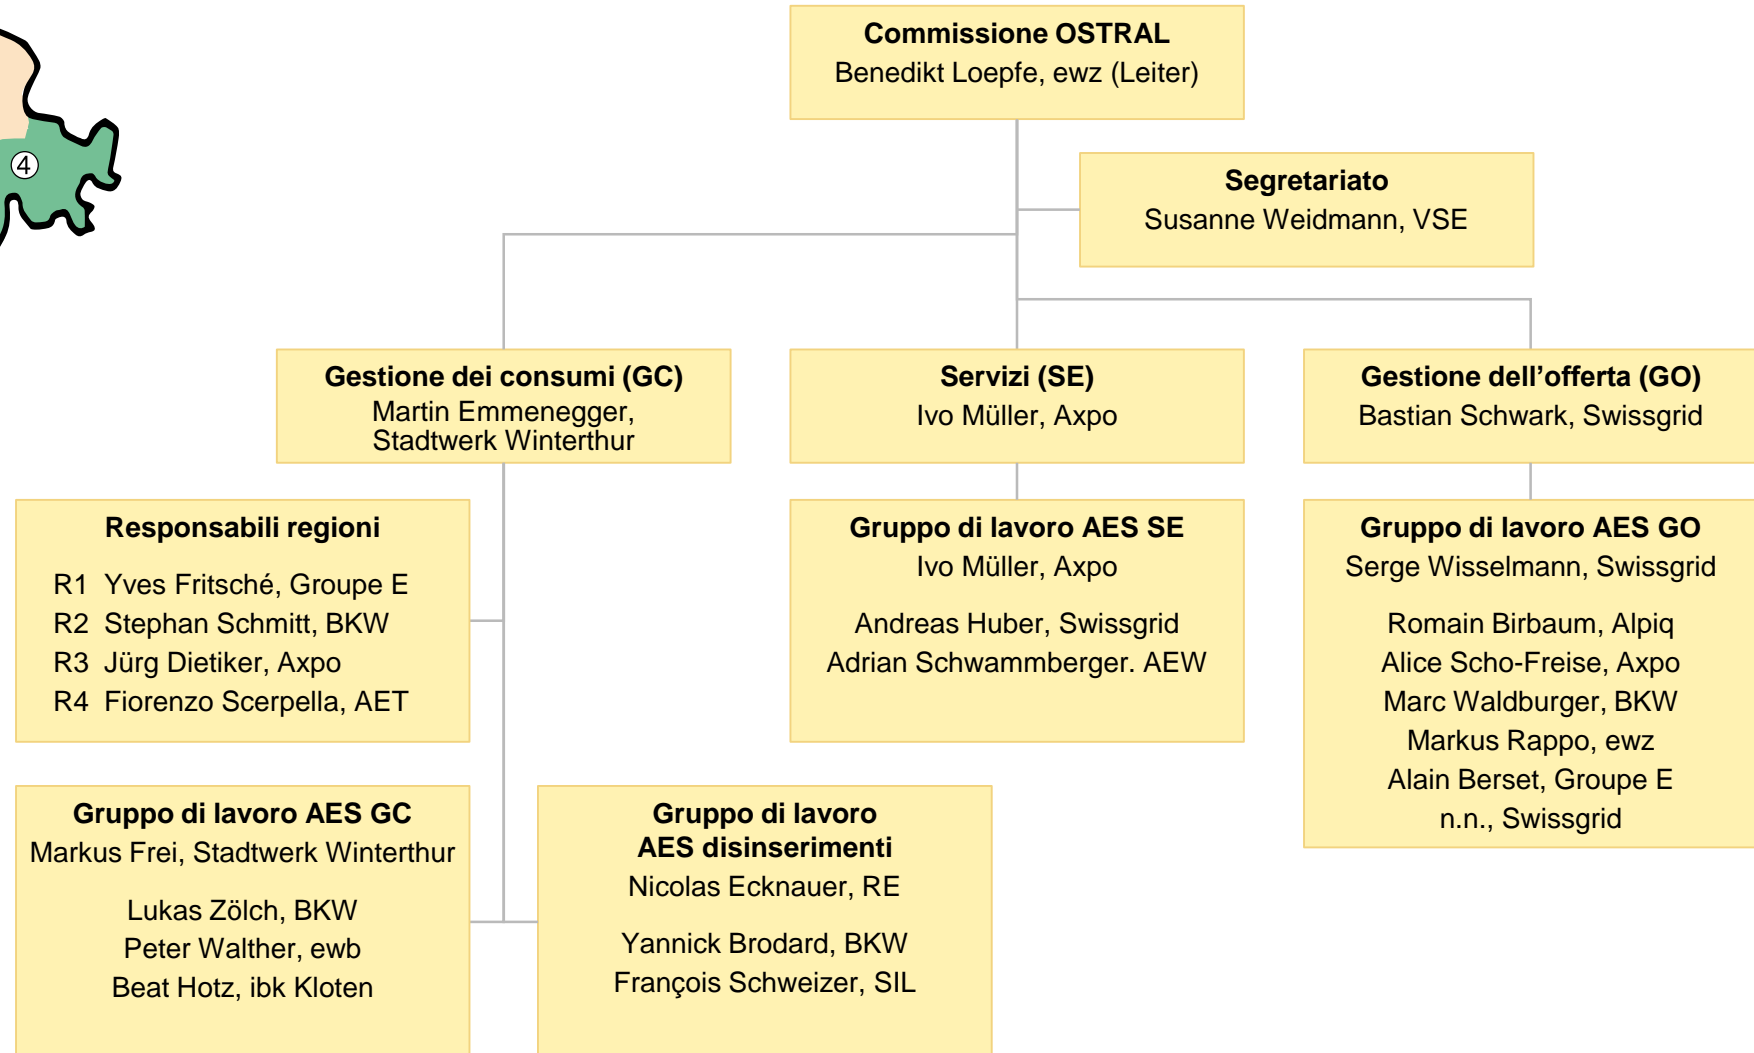 Commissione OSTRAL
Benedikt Loepfe, ewz (Leiter)
4
Segretariato
Susanne Weidmann, VSE
Gestione dei consumi (GC)
Martin Emmenegger,
Stadtwerk Winterthur
Servizi (SE)
Ivo Müller, Axpo
Gestione dell’offerta (GO)
Bastian Schwark, Swissgrid
Responsabili regioni
R1 Yves Fritsché, Groupe E
R2 Stephan Schmitt, BKW
R3 Jürg Dietiker, Axpo
R4 Fiorenzo Scerpella, AET
Gruppo di lavoro AES SE
Ivo Müller, Axpo
Andreas Huber, Swissgrid
Adrian Schwammberger. AEW
Gruppo di lavoro AES GO
Serge Wisselmann, Swissgrid
Romain Birbaum, Alpiq
Alice Scho-Freise, Axpo
Marc Waldburger, BKW
Markus Rappo, ewz
Alain Berset, Groupe E
n.n., Swissgrid
Gruppo di lavoro AES GC
Markus Frei, Stadtwerk Winterthur
Lukas Zölch, BKW
Peter Walther, ewb
Beat Hotz, ibk Kloten
Gruppo di lavoro
AES disinserimenti
Nicolas Ecknauer, RE
Yannick Brodard, BKW
François Schweizer, SIL